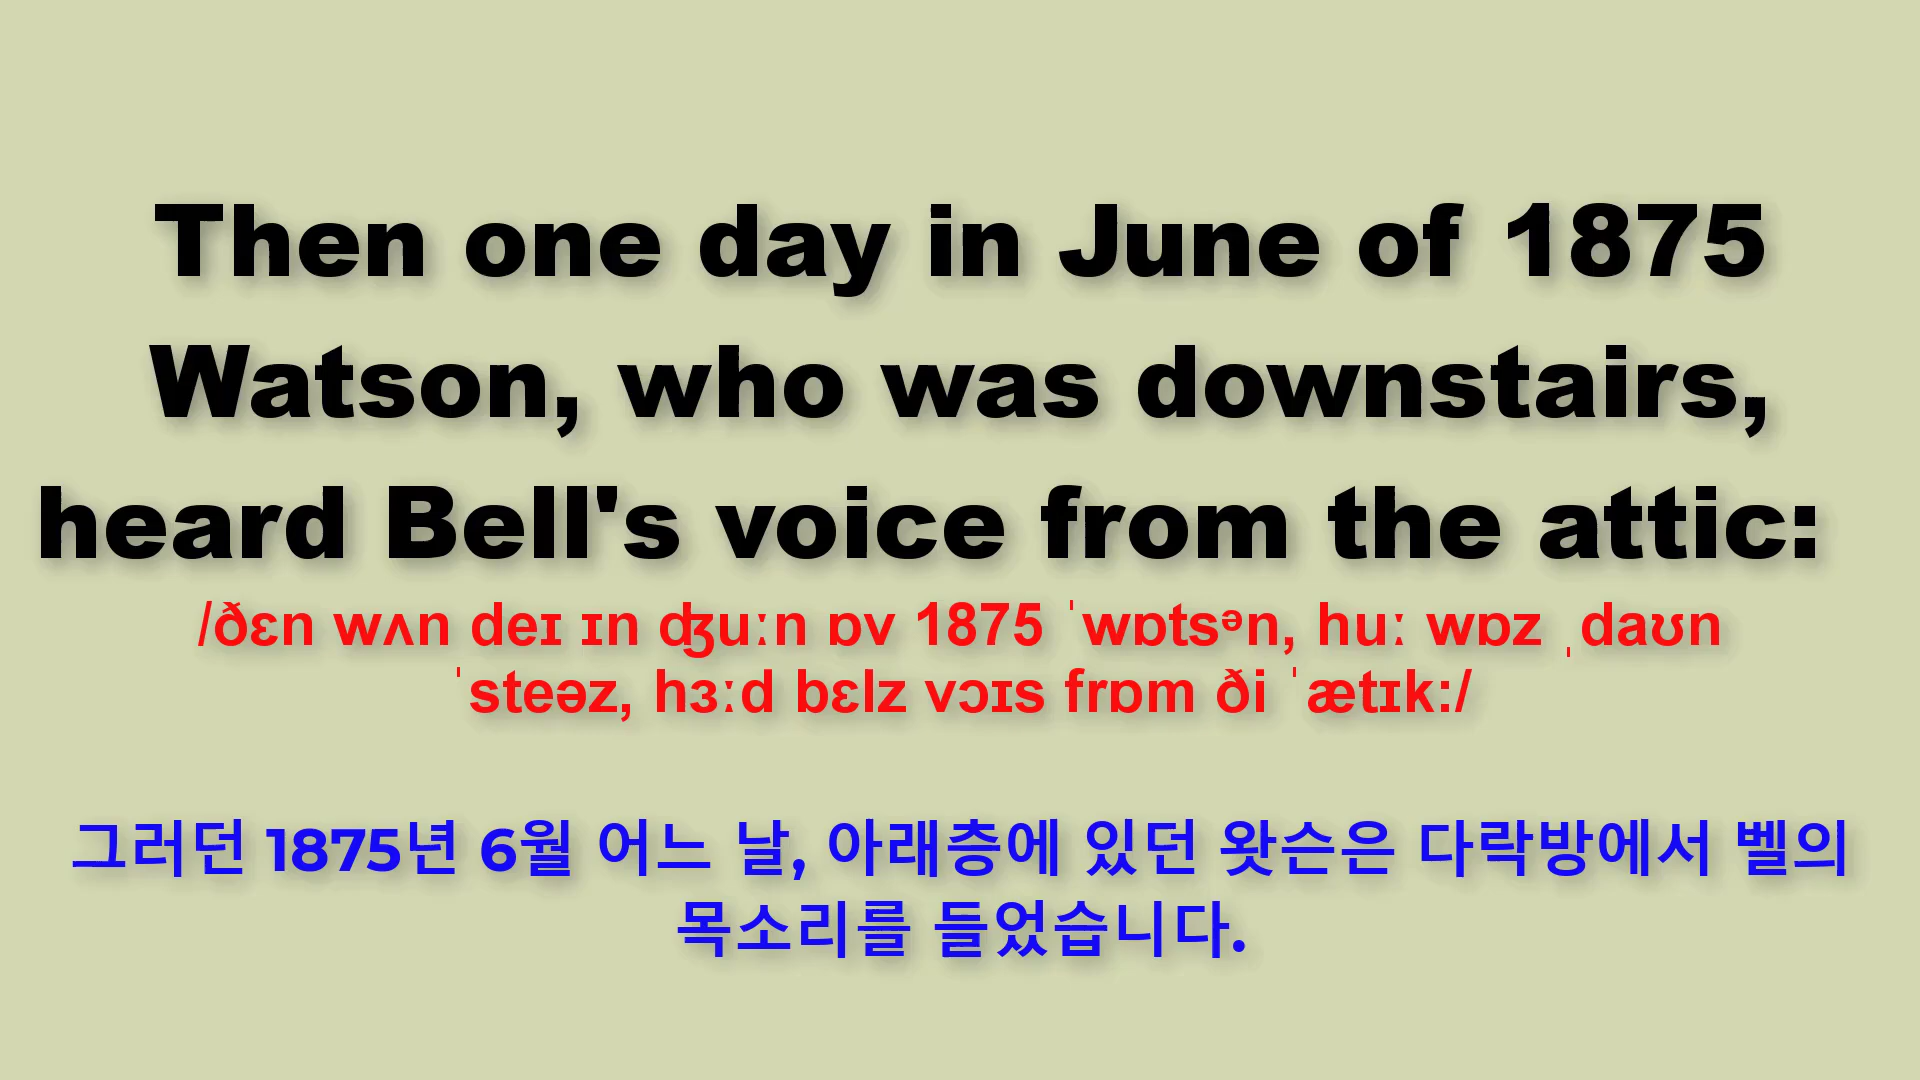 Then one day in June of 1875
Watson, who was downstairs,
heard Bell's voice from the attic:
/ðɛn wʌn deɪ ɪn ʤuːn ɒv 1875 ˈwɒtsᵊn, huː wɒz ˌdaʊn
ˈsteəz, hɜːd bɛlz vɔɪs frɒm ði ˈætɪk:/
그러던 1875년 6월 어느 날, 아래층에 있던 왓슨은 다락방에서 벨의
목소리를 들었습니다.